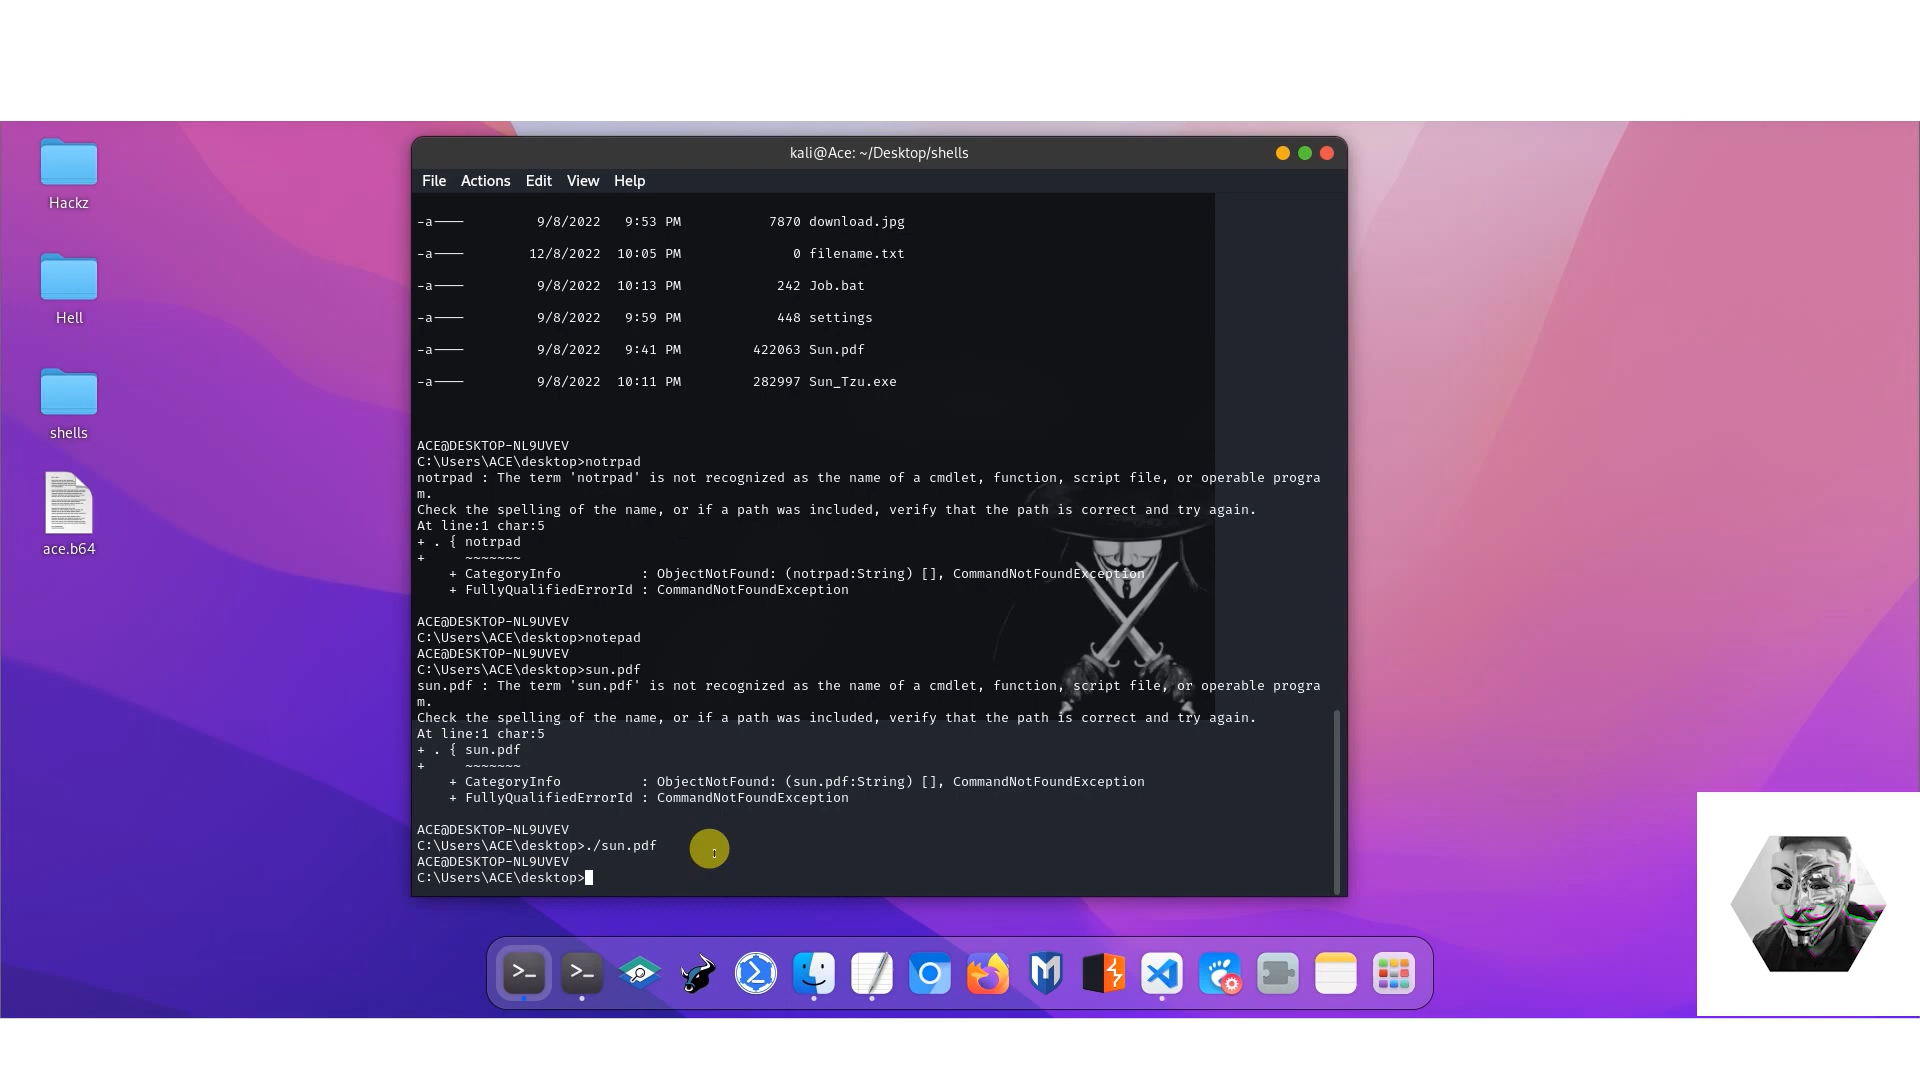 kali@Ace: ~/Desktop/shells
File Actions Edit View Help
-a---- 9/8/2022 9:53 PM 7870 download.jpg
-a---- 12/8/2022 10:05 PM 0 filename.txt
-a---- 9/8/2022 10:13 PM 242 Job.bat
-a---- 9/8/2022 9:59 PM 448 settings
-a---- 9/8/2022 9:41 PM 422063 Sun.pdf
-a---- 9/8/2022 10:11 PM 282997 Sun_Tzu.exe
ACE@DESKTOP-NL9UVEV
C:\Users\ACE\desktop>notrpad
notrpad : The term 'notrpad' is not recognized as the name of a cmdlet, function, script file, or operable progra
m.
Check the spelling of the name, or if a path was included, verify that the path is correct and try again.
At line:1 char:5
+ . { notrpad
+     ~~~~~~~
    + CategoryInfo          : ObjectNotFound: (notrpad:String) [], CommandNotFoundException
    + FullyQualifiedErrorId : CommandNotFoundException
ACE@DESKTOP-NL9UVEV
C:\Users\ACE\desktop>notepad
ACE@DESKTOP-NL9UVEV
C:\Users\ACE\desktop>sun.pdf
sun.pdf : The term 'sun.pdf' is not recognized as the name of a cmdlet, function, script file, or operable progra
m.
Check the spelling of the name, or if a path was included, verify that the path is correct and try again.
At line:1 char:5
+ . { sun.pdf
+     ~~~~~~~
    + CategoryInfo          : ObjectNotFound: (sun.pdf:String) [], CommandNotFoundException
    + FullyQualifiedErrorId : CommandNotFoundException
ACE@DESKTOP-NL9UVEV
C:\Users\ACE\desktop>./sun.pdf
ACE@DESKTOP-NL9UVEV
C:\Users\ACE\desktop>
Hackz
Hell
shells
ace.b64